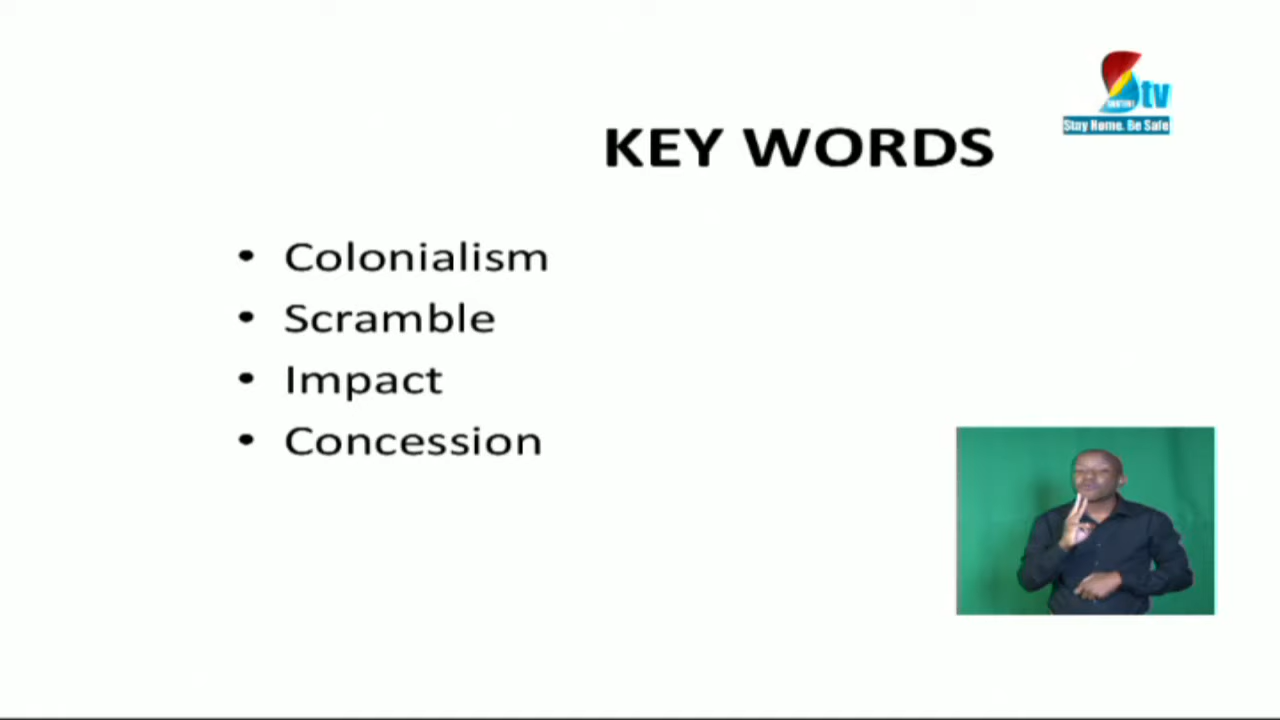 tv
Stay Home. Be Safe
KEY WORDS
• Colonialism
• Scramble
• Impact
• Concession